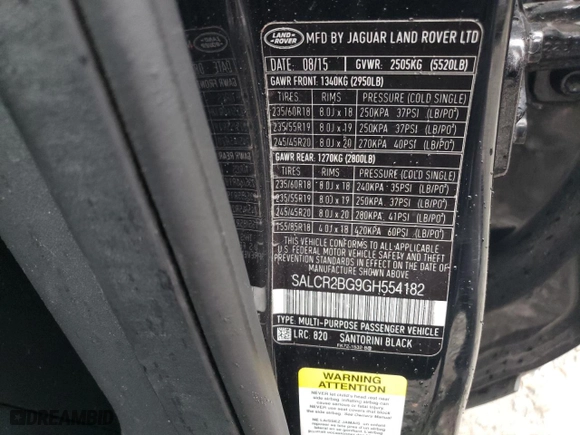 LAND ROVER
MFD BY JAGUAR LAND ROVER LTD
DATE: 08/15 GVWR: 2505KG (5520LB)
GAWR FRONT: 1340KG (2950LB)
TIRES RIMS PRESSURE (COLD SINGLE)
235/60R18 8.0J x 18 250KPA 37PSI (LB/PO²)
235/55R19 8.0J x 19 250KPA 37PSI (LB/PO²)
245/45R20 8.0J x 20 270KPA 40PSI (LB/PO²)
GAWR REAR: 1270KG (2800LB)
TIRES RIMS PRESSURE (COLD SINGLE)
235/60R18 8.0J x 18 240KPA 35PSI (LB/PO²)
235/55R19 8.0J x 19 250KPA 37PSI (LB/PO²)
245/45R20 8.0J x 20 280KPA 41PSI (LB/PO²)
155/85R18 4.0J x 18 420KPA 60PSI (LB/PO²)
THIS VEHICLE CONFORMS TO ALL APPLICABLE
U.S. FEDERAL MOTOR VEHICLE SAFETY AND THEFT
PREVENTION STANDARDS IN EFFECT ON THE DATE OF
MANUFACTURE SHOWN ABOVE
SALCR2BG9GH554182
TYPE: MULTI-PURPOSE PASSENGER VEHICLE
LRC: 820 SANTORINI BLACK
WARNING
ATTENTION
NEVER
DREAMBID